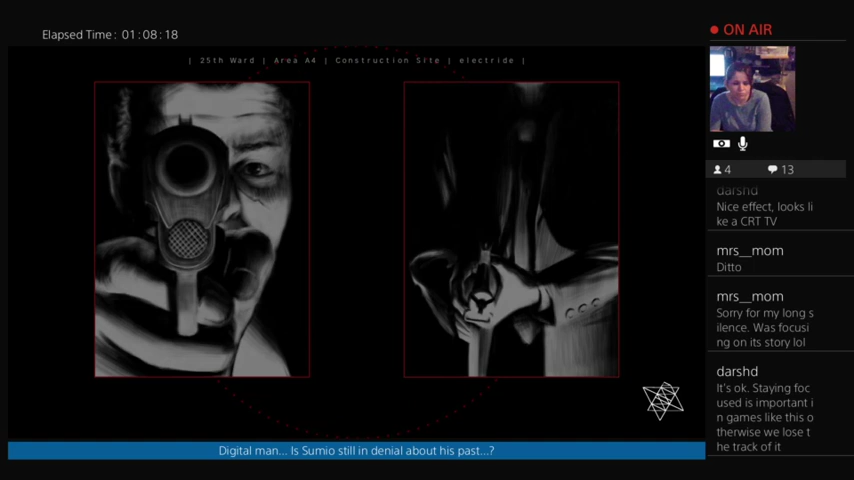 Elapsed Time: 01:08:18
ON AIR
| 25th Ward | Area A4 | Construction Site | electride |
4
13
darshd
Nice effect, looks li
ke a CRT TV
mrs__mom
Ditto
mrs__mom
Sorry for my long s
ilence. Was focusi
ng on its story lol
darshd
It's ok. Staying foc
used is important i
n games like this o
therwise we lose t
he track of it
Digital man... Is Sumio still in denial about his past...?